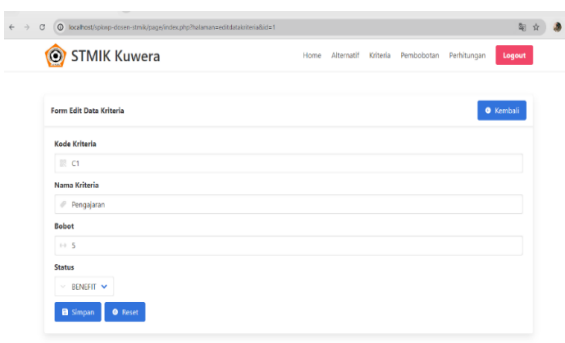 localhost/spkwp-dosen-stmik/page/index.php?halaman=editdatakriteria&id=1
STMIK Kuwera
Home Alternatif Kriteria Pembobotan Perhitungan Logout
Form Edit Data Kriteria
Kembali
Kode Kriteria
C1
Nama Kriteria
Pengajaran
Bobot
5
Status
BENEFIT
Simpan Reset